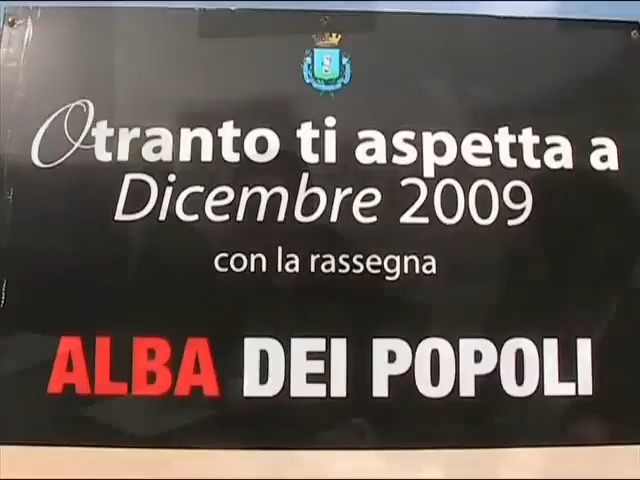 Otranto ti aspetta a
Dicembre 2009
con la rassegna
ALBA DEI POPOLI